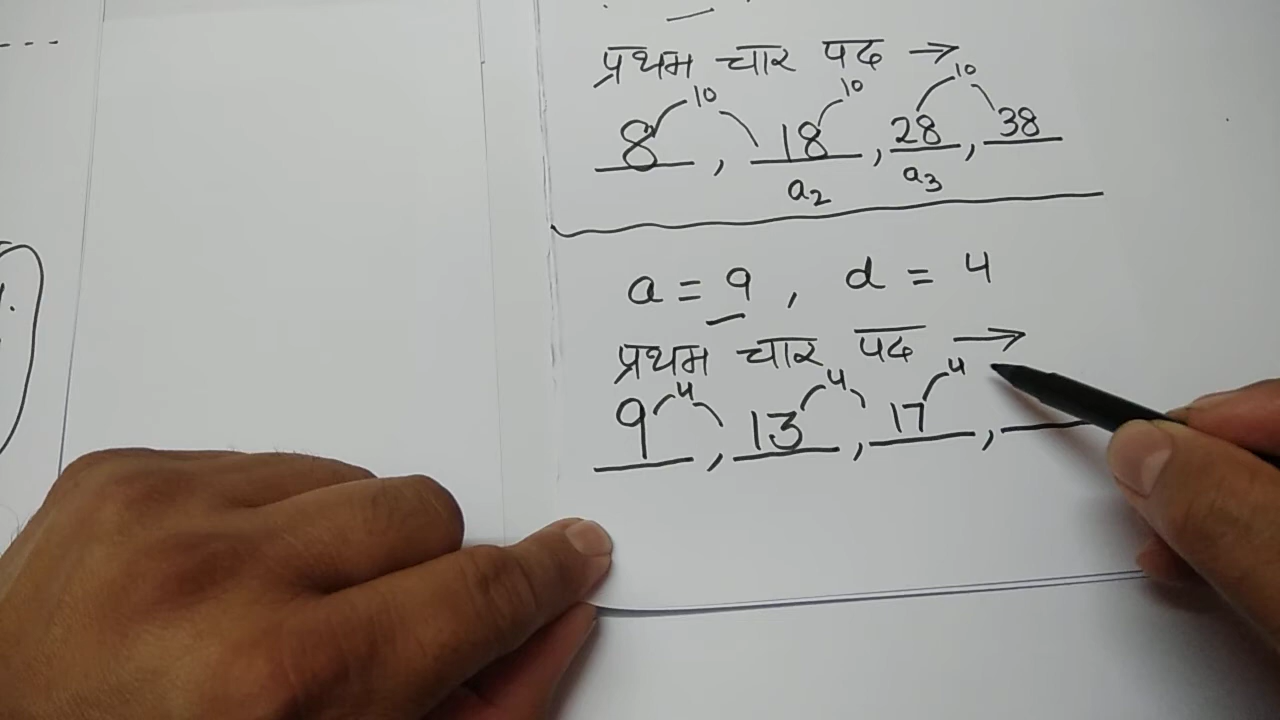 प्रथम चार पद →
10 10 10
8 , 18 , 28 , 38
a2 a3
a = 9 , d = 4
प्रथम चार पद →
4 4 4
9 , 13 , 17 ,